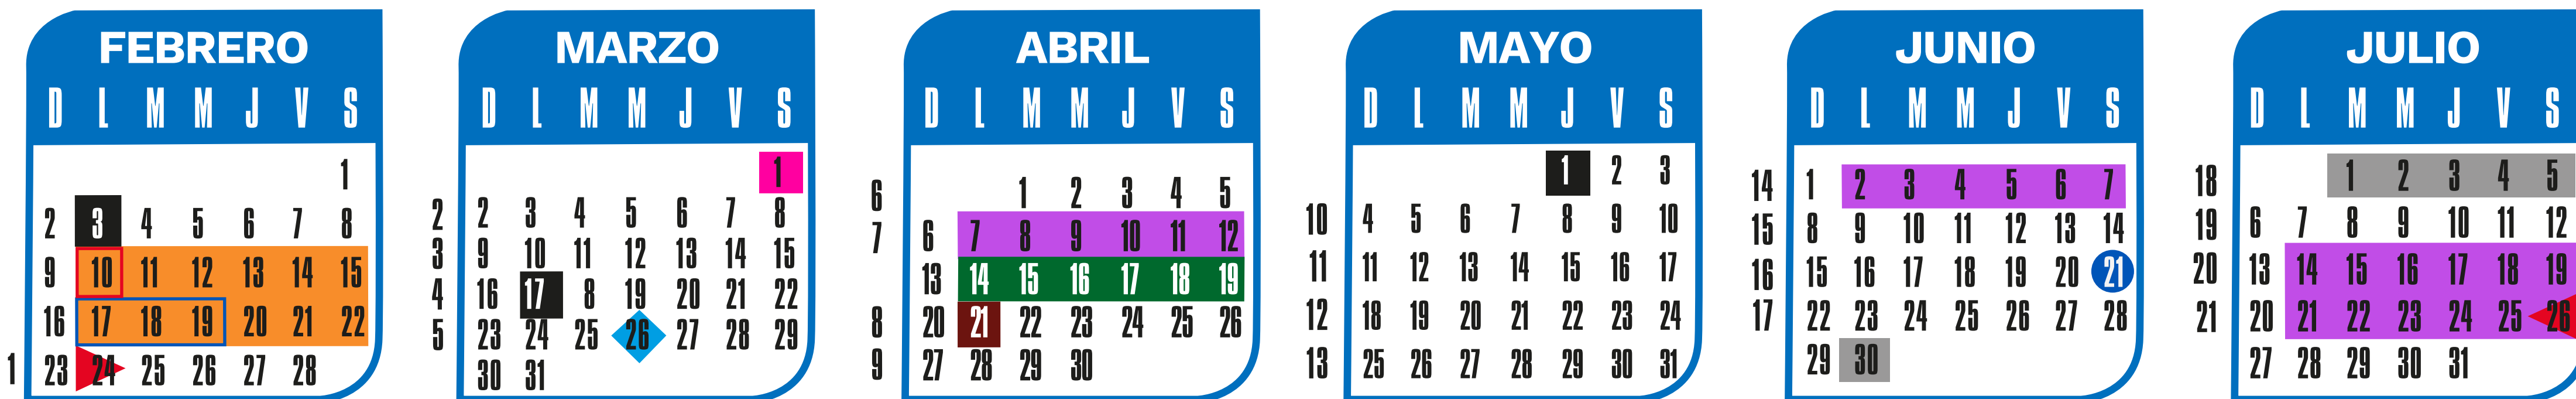 FEBRERO
D L M M J V S
1
2 3 4 5 6 7 8
9 10 11 12 13 14 15
16 17 18 19 20 21 22
1 23 24 25 26 27 28
MARZO
D L M M J V S
1
2 2 3 4 5 6 7 8
3 9 10 11 12 13 14 15
4 16 17 8 19 20 21 22
5 23 24 25 26 27 28 29
30 31
ABRIL
D L M M J V S
6 1 2 3 4 5
7 6 7 8 9 10 11 12
13 14 15 16 17 18 19
8 20 21 22 23 24 25 26
9 27 28 29 30
MAYO
D L M M J V S
1 2 3
10 4 5 6 7 8 9 10
11 11 12 13 14 15 16 17
12 18 19 20 21 22 23 24
13 25 26 27 28 29 30 31
JUNIO
D L M M J V S
14 1 2 3 4 5 6 7
15 8 9 10 11 12 13 14
16 15 16 17 18 19 20 21
17 22 23 24 25 26 27 28
29 30
JULIO
D L M M J V S
18 1 2 3 4 5
19 6 7 8 9 10 11 12
20 13 14 15 16 17 18 19
21 20 21 22 23 24 25 26
27 28 29 30 31